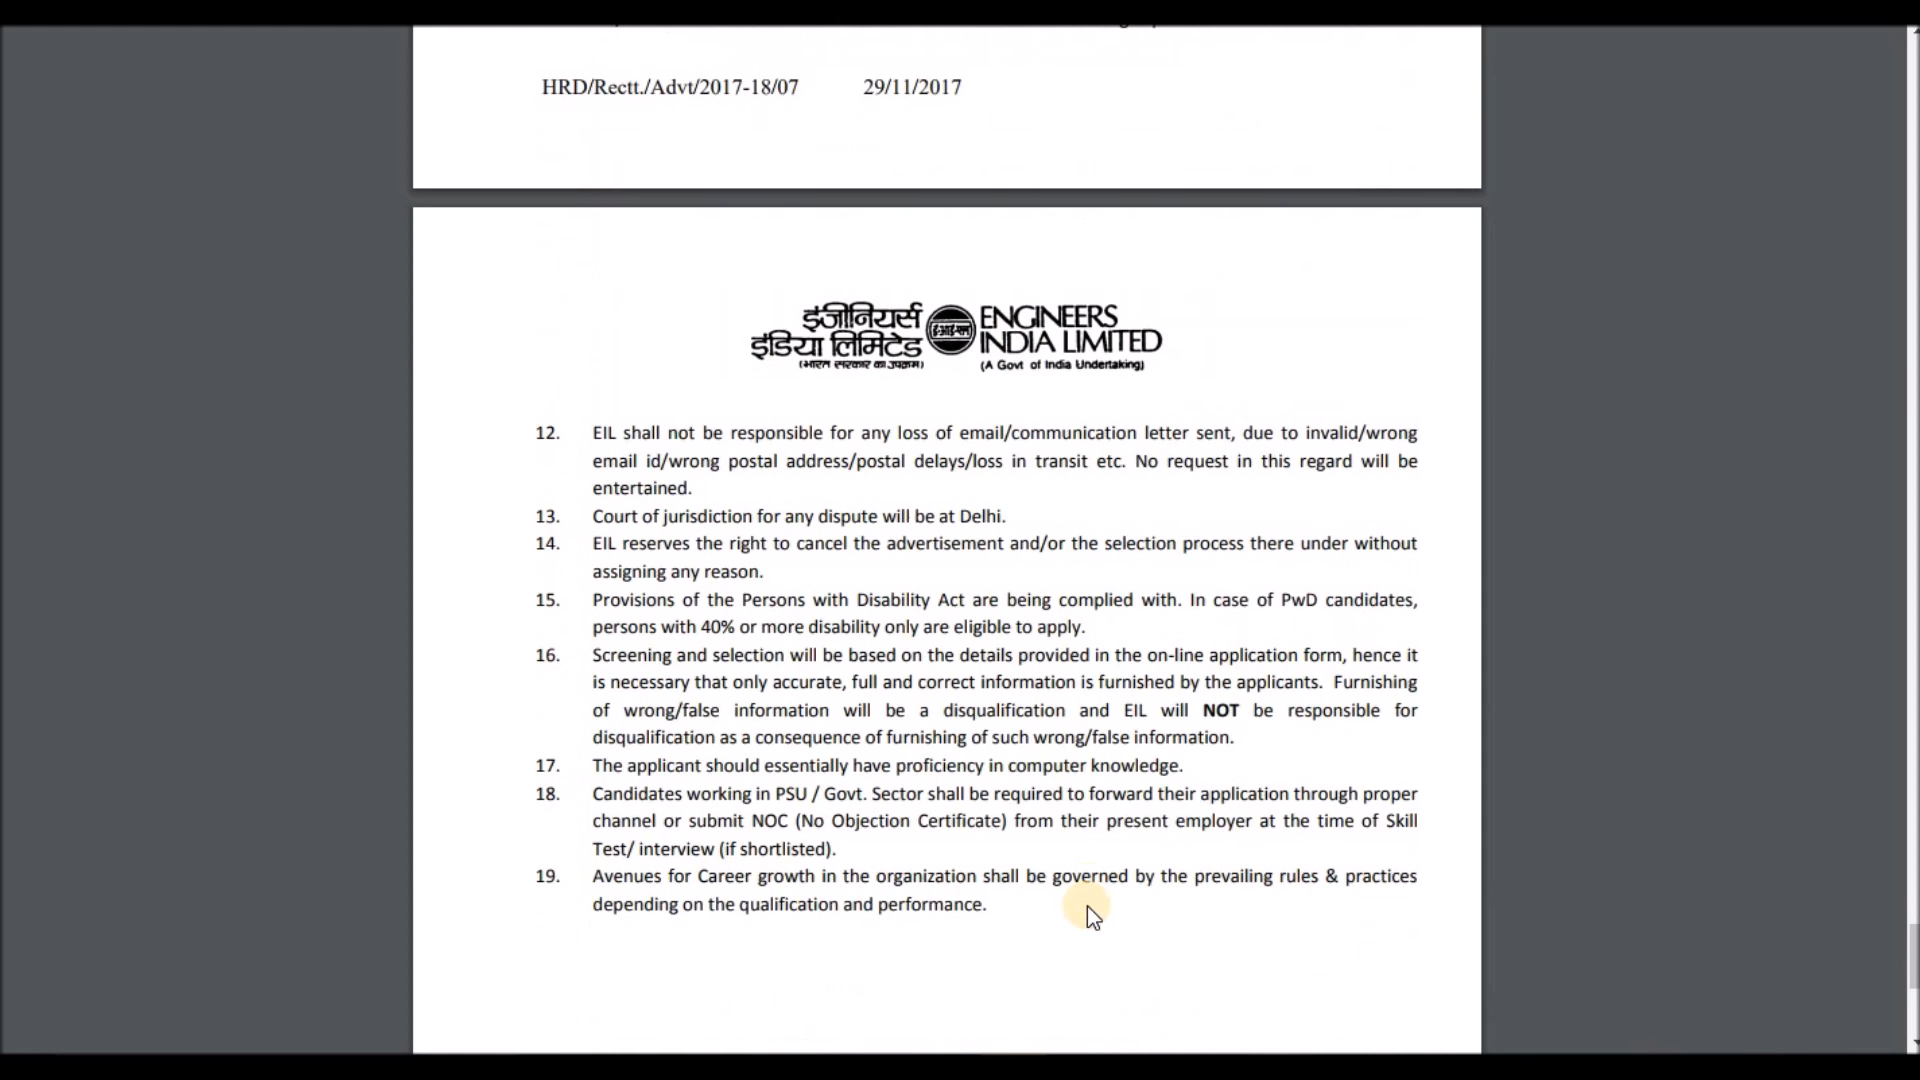 HRD/Rectt./Advt/2017-18/07 29/11/2017
इंजीनियर्स ENGINEERS
इंडिया लिमिटेड ई.आई.एल INDIA LIMITED
(भारत सरकार का उपक्रम) (A Govt of India Undertaking)
12. EIL shall not be responsible for any loss of email/communication letter sent, due to invalid/wrong
email id/wrong postal address/postal delays/loss in transit etc. No request in this regard will be
entertained.
13. Court of jurisdiction for any dispute will be at Delhi.
14. EIL reserves the right to cancel the advertisement and/or the selection process there under without
assigning any reason.
15. Provisions of the Persons with Disability Act are being complied with. In case of PwD candidates,
persons with 40% or more disability only are eligible to apply.
16. Screening and selection will be based on the details provided in the on-line application form, hence it
is necessary that only accurate, full and correct information is furnished by the applicants. Furnishing
of wrong/false information will be a disqualification and EIL will NOT be responsible for
disqualification as a consequence of furnishing of such wrong/false information.
17. The applicant should essentially have proficiency in computer knowledge.
18. Candidates working in PSU / Govt. Sector shall be required to forward their application through proper
channel or submit NOC (No Objection Certificate) from their present employer at the time of Skill
Test/ interview (if shortlisted).
19. Avenues for Career growth in the organization shall be governed by the prevailing rules & practices
depending on the qualification and performance.